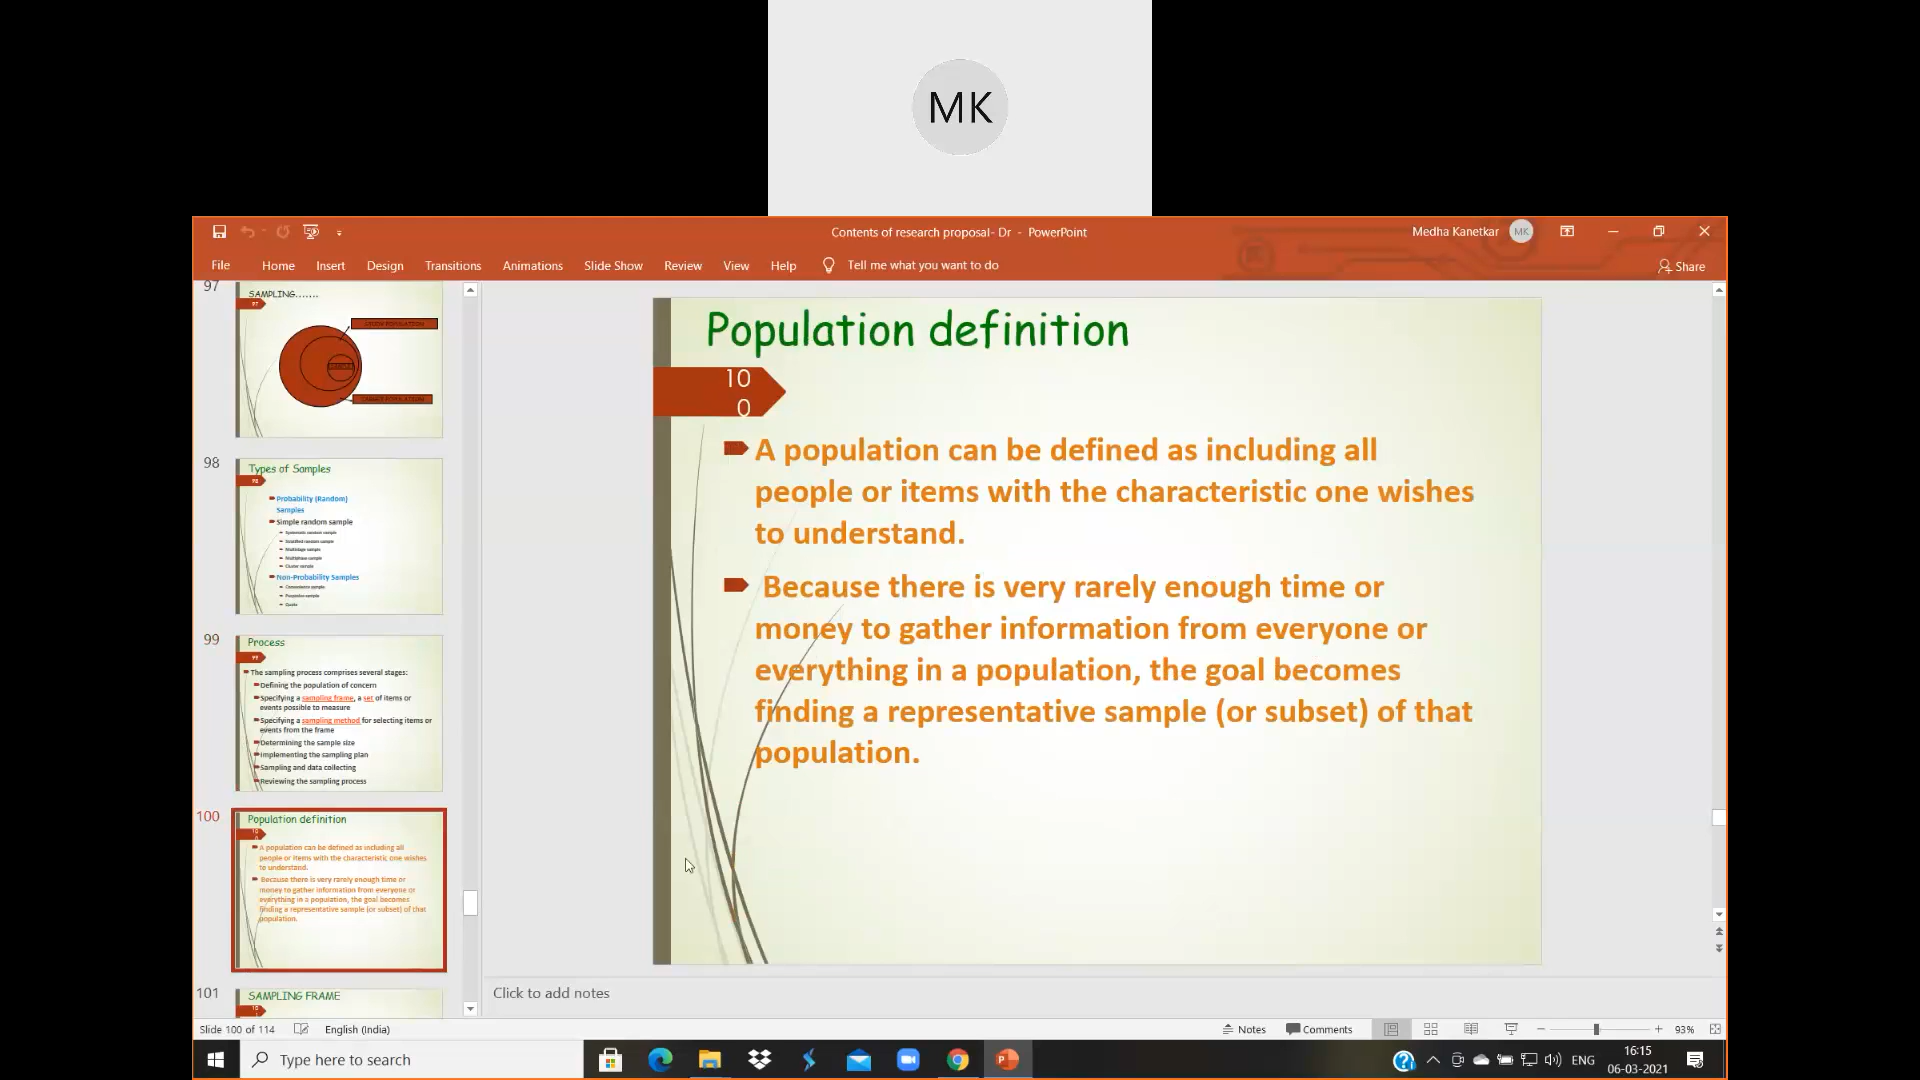 MK
Contents of research proposal- Dr - PowerPoint
Medha Kanetkar
MK
File
Home
Insert
Design
Transitions
Animations
Slide Show
Review
View
Help
Tell me what you want to do
Share
97
SAMPLING.......
97
98
Types of Samples
98
Probability (Random)
Samples
Simple random sample
Systematic random sample
Stratified random sample
Multistage sample
Multiphase sample
Cluster sample
Non-Probability Samples
Convenience sample
Purposive sample
Quota
99
Process
99
The sampling process comprises several stages:
Defining the population of concern
Specifying a sampling frame, a set of items or
events possible to measure
Specifying a sampling method for selecting items or
events from the frame
Determining the sample size
Implementing the sampling plan
Sampling and data collecting
Reviewing the sampling process
100
Population definition
10
0
A population can be defined as including all
people or items with the characteristic one wishes
to understand.
Because there is very rarely enough time or
money to gather information from everyone or
everything in a population, the goal becomes
finding a representative sample (or subset) of that
population.
101
SAMPLING FRAME
Population definition
10
0
A population can be defined as including all
people or items with the characteristic one wishes
to understand.
Because there is very rarely enough time or
money to gather information from everyone or
everything in a population, the goal becomes
finding a representative sample (or subset) of that
population.
Click to add notes
Slide 100 of 114
English (India)
Notes
Comments
93%
Type here to search
ENG
16:15
06-03-2021